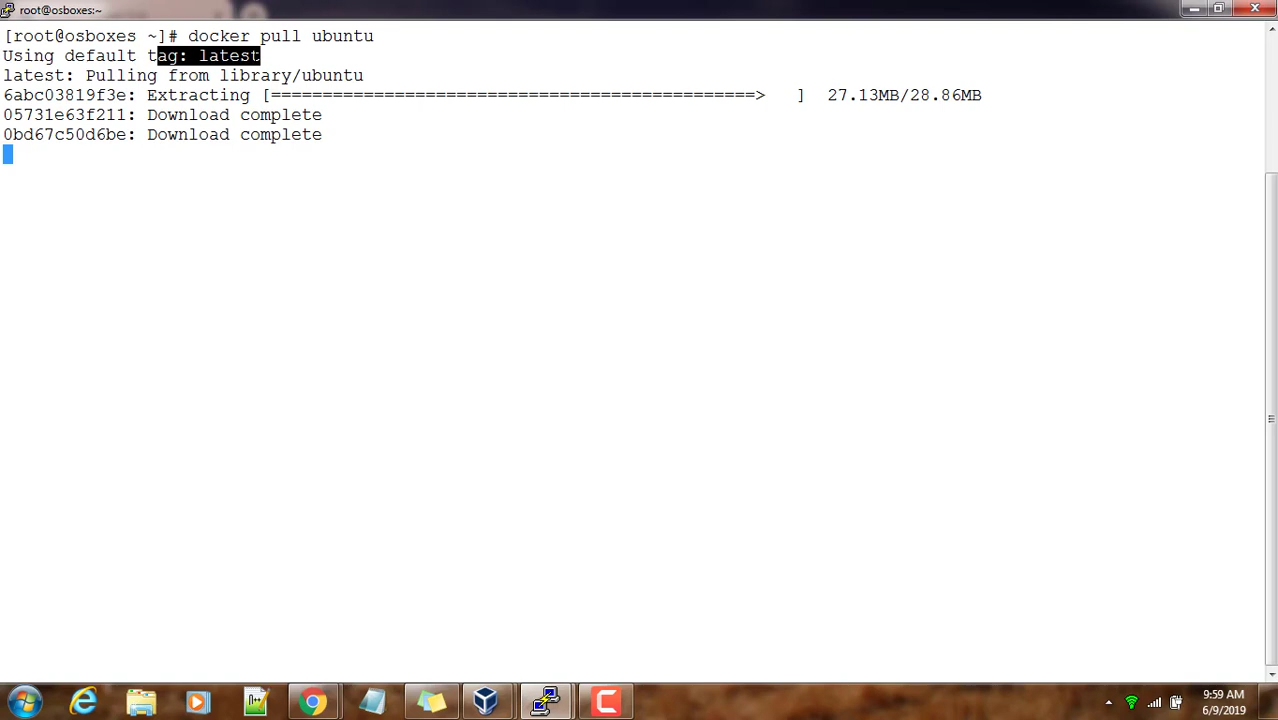 root@osboxes:~
[root@osboxes ~]# docker pull ubuntu
Using default tag: latest
latest: Pulling from library/ubuntu
6abc03819f3e: Extracting [===============================================>   ]  27.13MB/28.86MB
05731e63f211: Download complete
0bd67c50d6be: Download complete
9:59 AM
6/9/2019